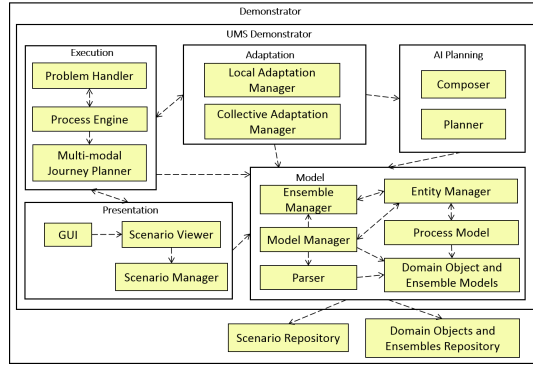 Demonstrator
UMS Demonstrator
Execution
Problem Handler
Process Engine
Multi-modal
Journey Planner
Adaptation
Local Adaptation
Manager
Collective Adaptation
Manager
AI Planning
Composer
Planner
Presentation
GUI
Scenario Viewer
Scenario Manager
Model
Ensemble
Manager
Entity Manager
Model Manager
Process Model
Parser
Domain Object and
Ensemble Models
Scenario Repository
Domain Objects and
Ensembles Repository